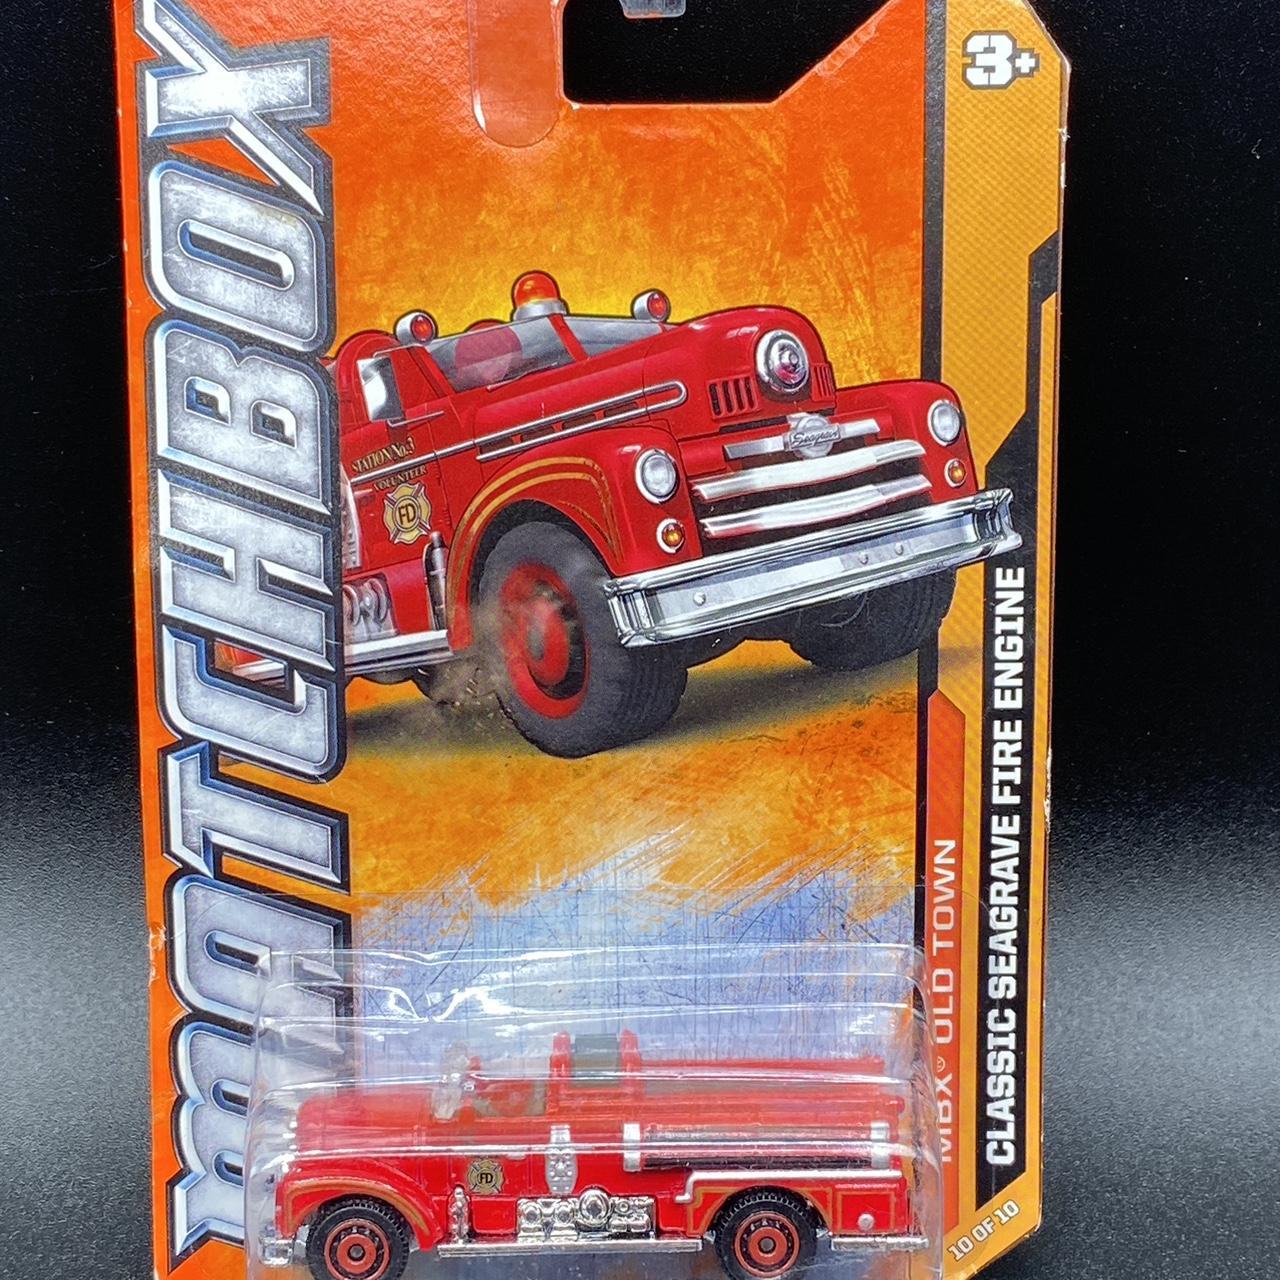 MATCHBOX
3+
STATION No.3
VOLUNTEER
FD
Seagrave
MBX® OLD TOWN
CLASSIC SEAGRAVE FIRE ENGINE
10 OF 10
FD